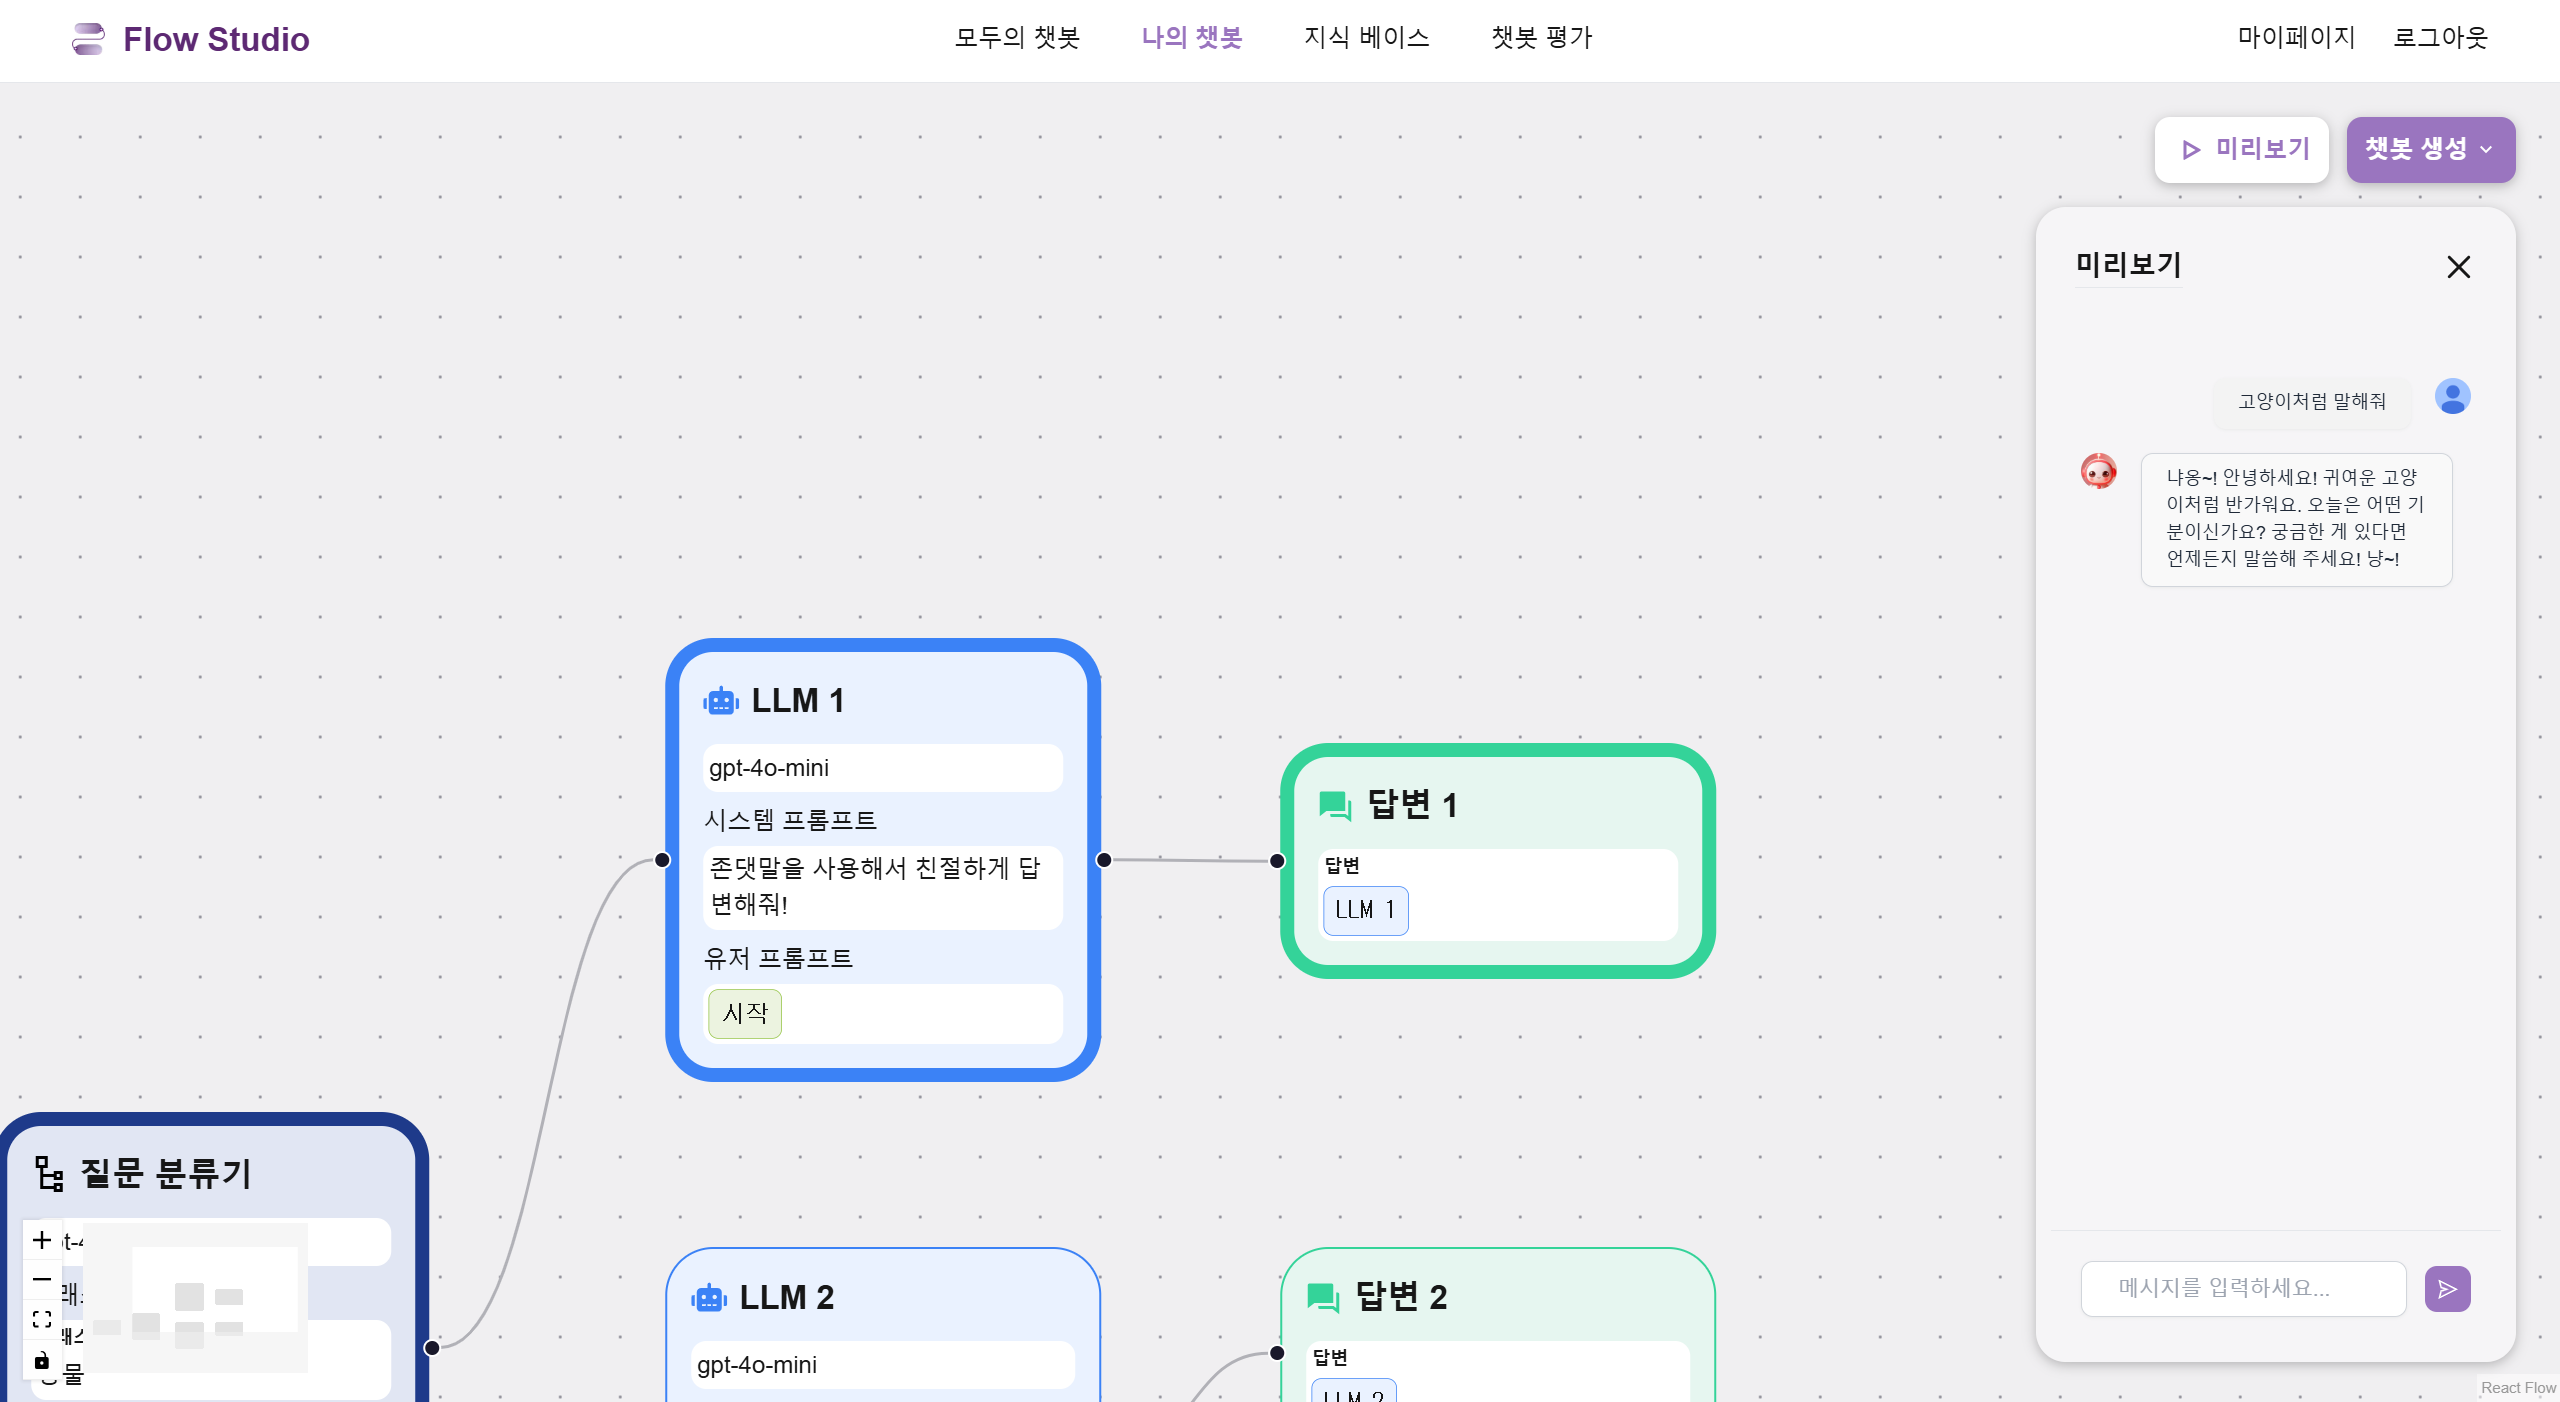 Flow Studio
모두의 챗봇
나의 챗봇
지식 베이스
챗봇 평가
마이페이지
로그아웃
미리보기
챗봇 생성
미리보기
고양이처럼 말해줘
냐옹~! 안녕하세요! 귀여운 고양
이처럼 반가워요. 오늘은 어떤 기
분이신가요? 궁금한 게 있다면
언제든지 말씀해 주세요! 냥~!
LLM 1
gpt-4o-mini
시스템 프롬프트
존댓말을 사용해서 친절하게 답
변해줘!
유저 프롬프트
시작
답변 1
답변
LLM 1
질문 분류기
LLM 2
gpt-4o-mini
답변 2
답변
LLM 2
메시지를 입력하세요...
React Flow